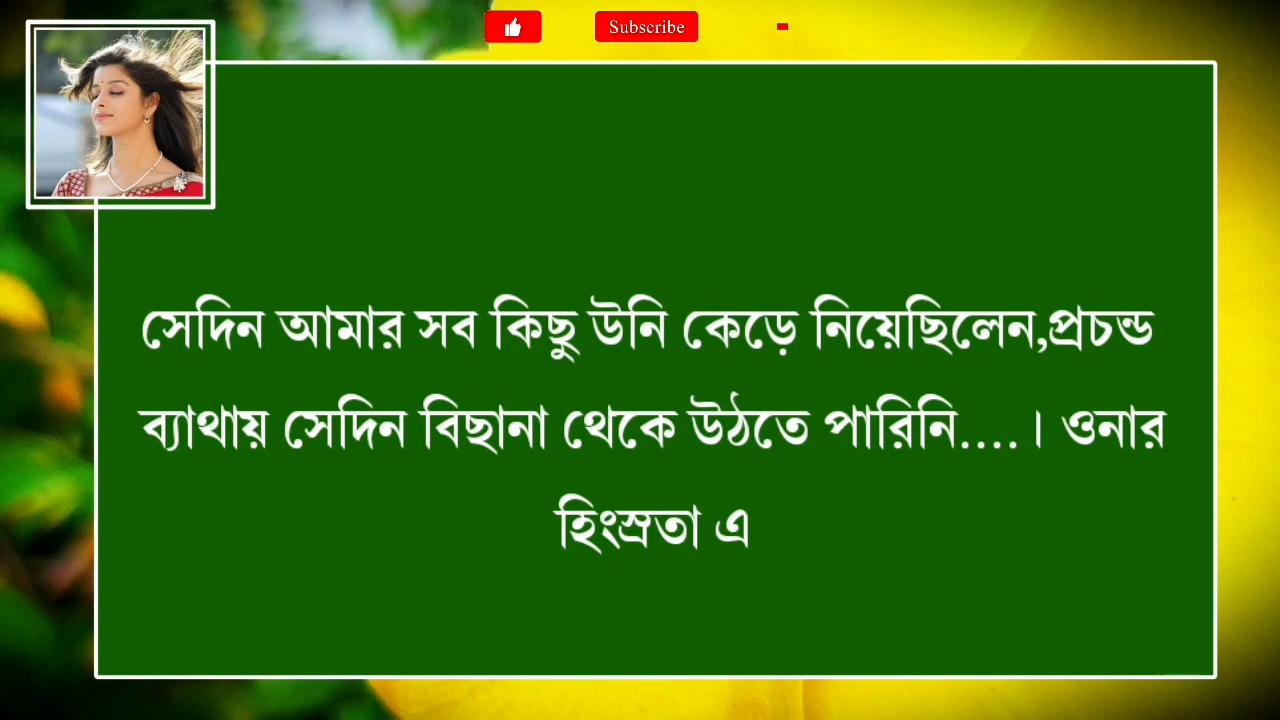 Subscribe
সেদিন আমার সব কিছু উনি কেড়ে নিয়েছিলেন,প্রচন্ড
ব্যাথায় সেদিন বিছানা থেকে উঠতে পারিনি....। ওনার
হিংস্রতা এ